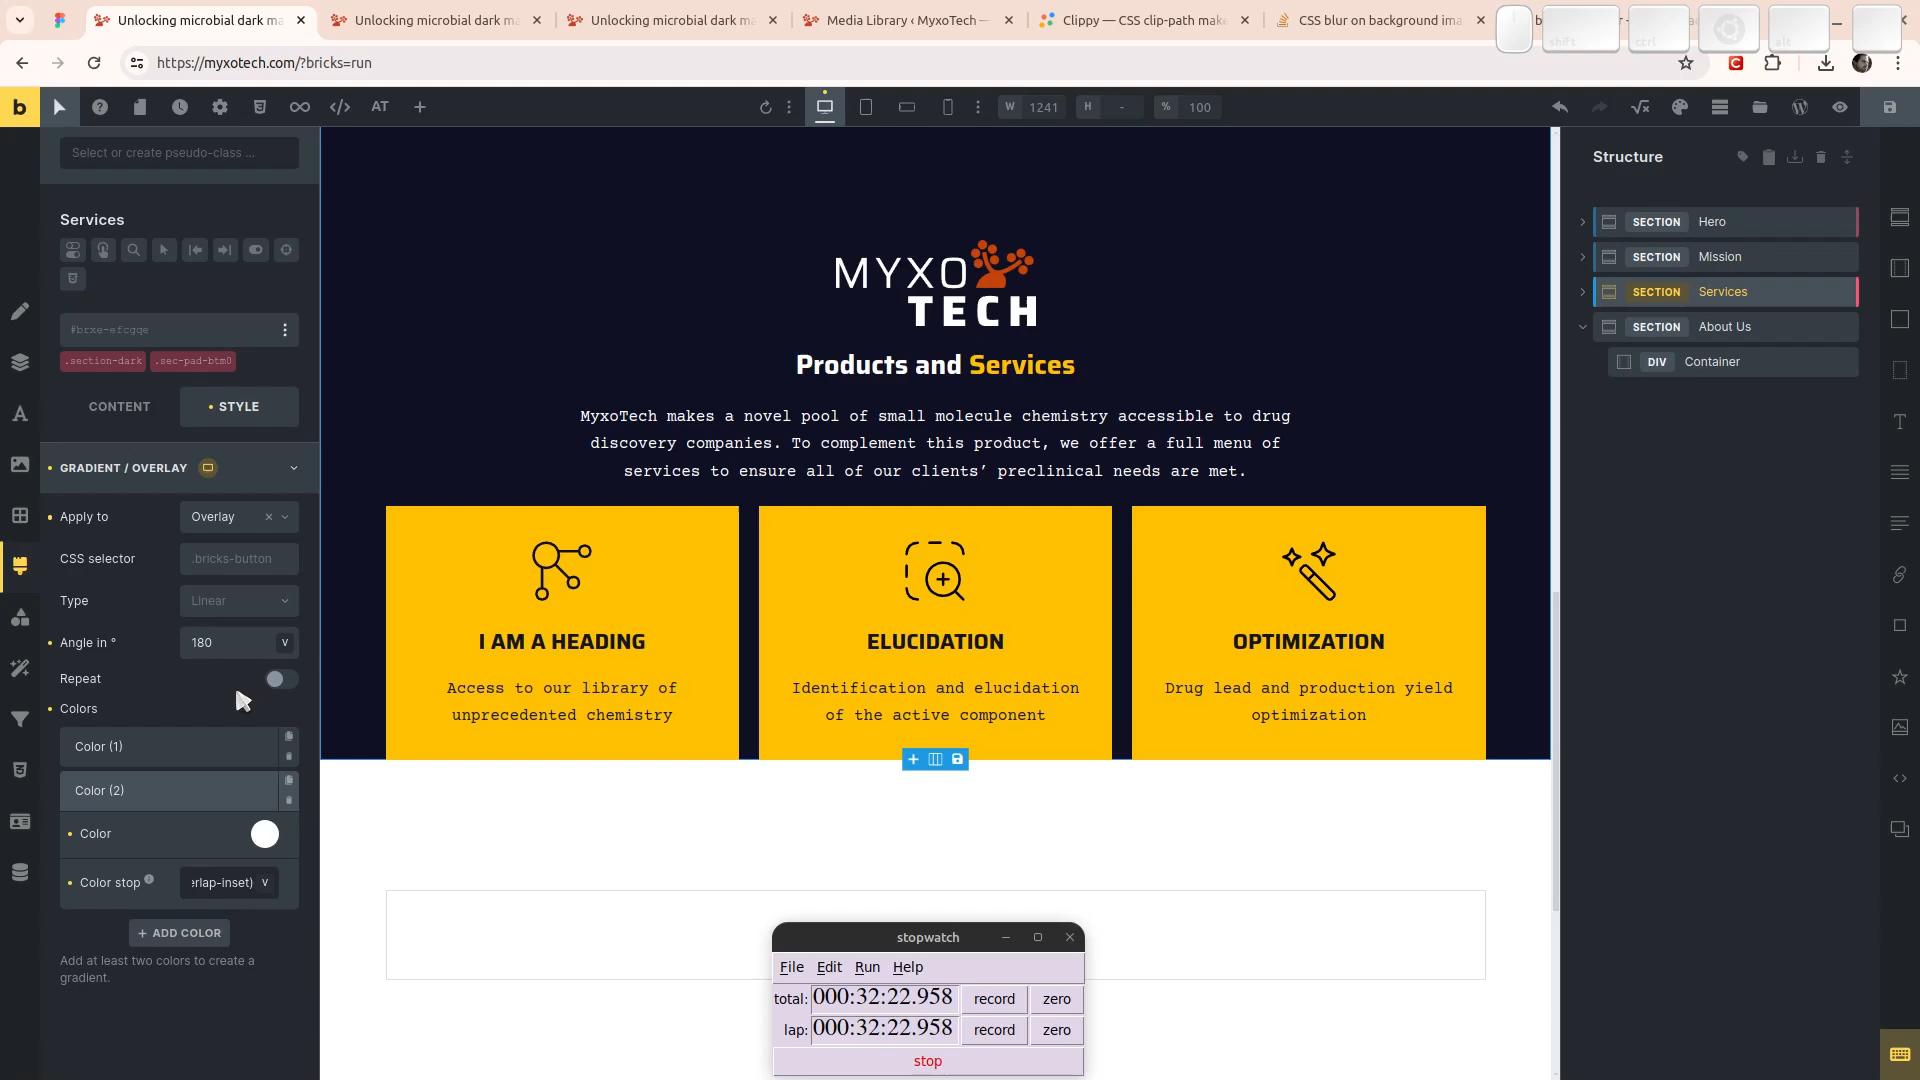 Unlocking microbial dark ma
Unlocking microbial dark ma
Unlocking microbial dark ma
Media Library ‹ MyxoTech —
Clippy — CSS clip-path make
CSS blur on background ima
shift
ctrl
alt
https://myxotech.com/?bricks=run
b
AT
W 1241
H -
% 100
Select or create pseudo-class ...
Services
#brxe-efcgqe
.section-dark
.sec-pad-btm0
CONTENT
STYLE
GRADIENT / OVERLAY
Apply to
Overlay
CSS selector
.bricks-button
Type
Linear
Angle in °
180
V
Repeat
Colors
Color (1)
Color (2)
Color
Color stop
erlap-inset)
V
+ ADD COLOR
Add at least two colors to create a
gradient.
MYXO
TECH
Products and Services
MyxoTech makes a novel pool of small molecule chemistry accessible to drug
discovery companies. To complement this product, we offer a full menu of
services to ensure all of our clients’ preclinical needs are met.
I AM A HEADING
Access to our library of
unprecedented chemistry
ELUCIDATION
Identification and elucidation
of the active component
OPTIMIZATION
Drug lead and production yield
optimization
stopwatch
File Edit Run Help
total: 000:32:22.958 record zero
lap: 000:32:22.958 record zero
stop
Structure
SECTION Hero
SECTION Mission
SECTION Services
SECTION About Us
DIV Container